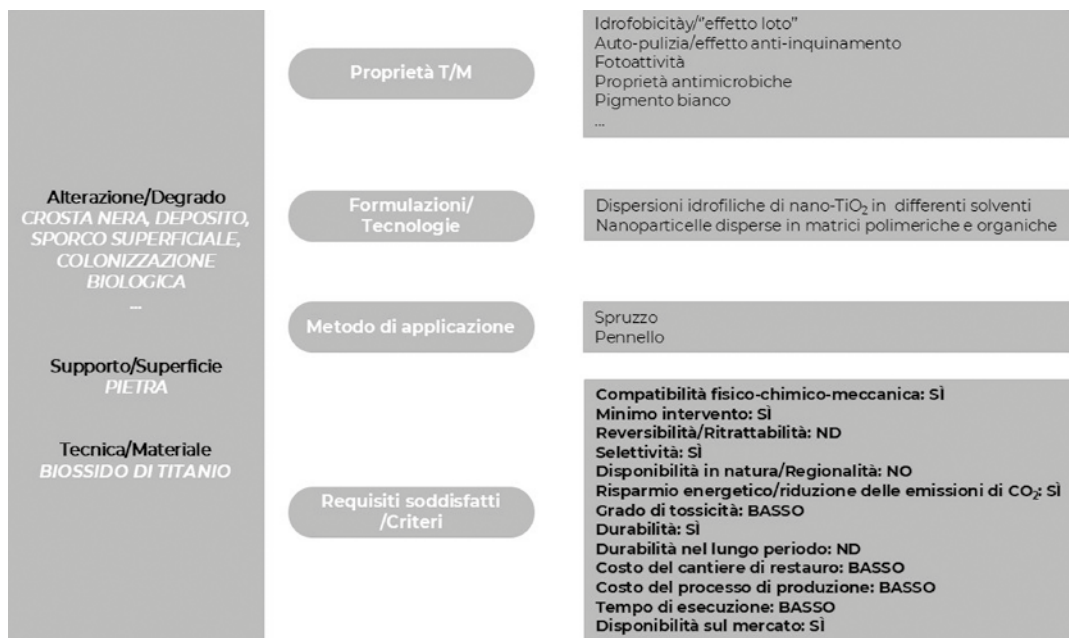 Alterazione/Degrado
CROSTA NERA, DEPOSITO,
SPORCO SUPERFICIALE,
COLONIZZAZIONE
BIOLOGICA
...
Supporto/Superficie
PIETRA
Tecnica/Materiale
BIOSSIDO DI TITANIO
Proprietà T/M
Idrofobicitày/"effetto loto"
Auto-pulizia/effetto anti-inquinamento
Fotoattività
Proprietà antimicrobiche
Pigmento bianco
...
Formulazioni/
Tecnologie
Dispersioni idrofiliche di nano-TiO₂ in differenti solventi
Nanoparticelle disperse in matrici polimeriche e organiche
Metodo di applicazione
Spruzzo
Pennello
Requisiti soddisfatti
/Criteri
Compatibilità fisico-chimico-meccanica: SÌ
Minimo intervento: SÌ
Reversibilità/Ritrattabilità: ND
Selettività: SÌ
Disponibilità in natura/Regionalità: NO
Risparmio energetico/riduzione delle emissioni di CO₂: SÌ
Grado di tossicità: BASSO
Durabilità: SÌ
Durabilità nel lungo periodo: ND
Costo del cantiere di restauro: BASSO
Costo del processo di produzione: BASSO
Tempo di esecuzione: BASSO
Disponibilità sul mercato: SÌ